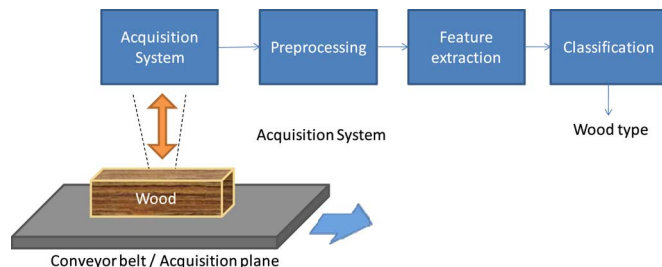 Acquisition
System
Preprocessing
Feature
extraction
Classification
Acquisition System
Wood type
Wood
Conveyor belt / Acquisition plane